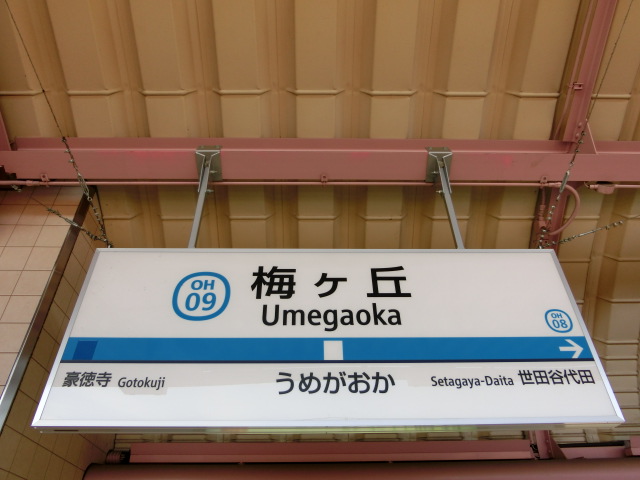 OH
09
梅ヶ丘
Umegaoka
OH
08
豪徳寺 Gotokuji
うめがおか
Setagaya-Daita 世田谷代田